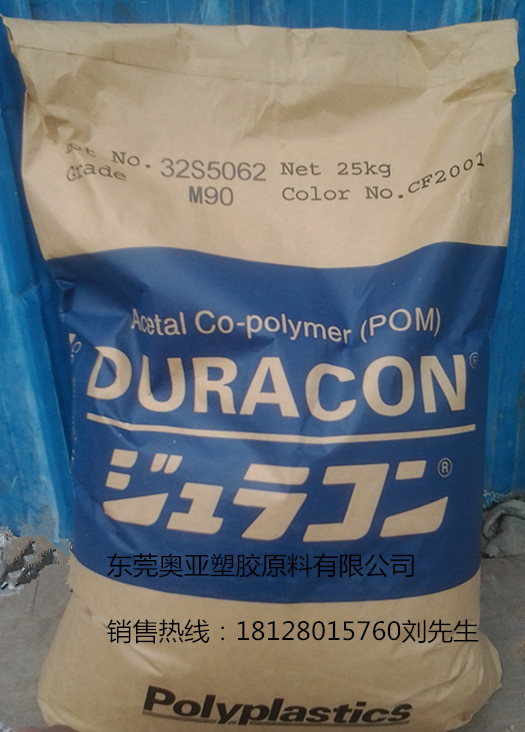 Lot No. 32S5062 Net 25kg
Grade M90 Color No. CF2001
Acetal Co-polymer (POM)
DURACON®
ジュラコン®
东莞奥亚塑胶原料有限公司
销售热线：18128015760刘先生
Polyplastics